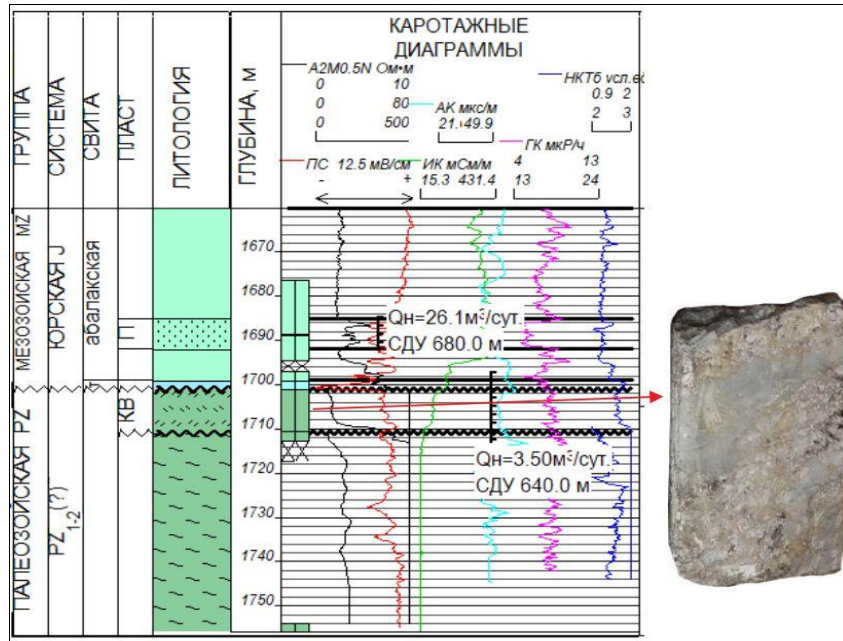 КАРОТАЖНЫЕ
ДИАГРАММЫ
ГРУППА
СИСТЕМА
СВИТА
ПЛАСТ
ЛИТОЛОГИЯ
ГЛУБИНА, м
A2M0.5N Ом•м
0 10
0 80
0 500
АК мкс/м
НКТб усл.ед
0.9 2
2 3
ГК мкР/ч
4 13
13 24
ПС 12.5 мВ/см
- +
ИК мСм/м
15.3 431.4
МЕЗОЗОЙСКАЯ MZ
ЮРСКАЯ J
абалакская
П
1670
1680
1690
1700
1710
1720
1730
1740
1750
Qн=26.1м³/сут.
СДУ 680.0 м
ПАЛЕОЗОЙСКАЯ PZ
PZ1-2(?)
КВ
Qн=3.50м³/сут.
СДУ 640.0 м